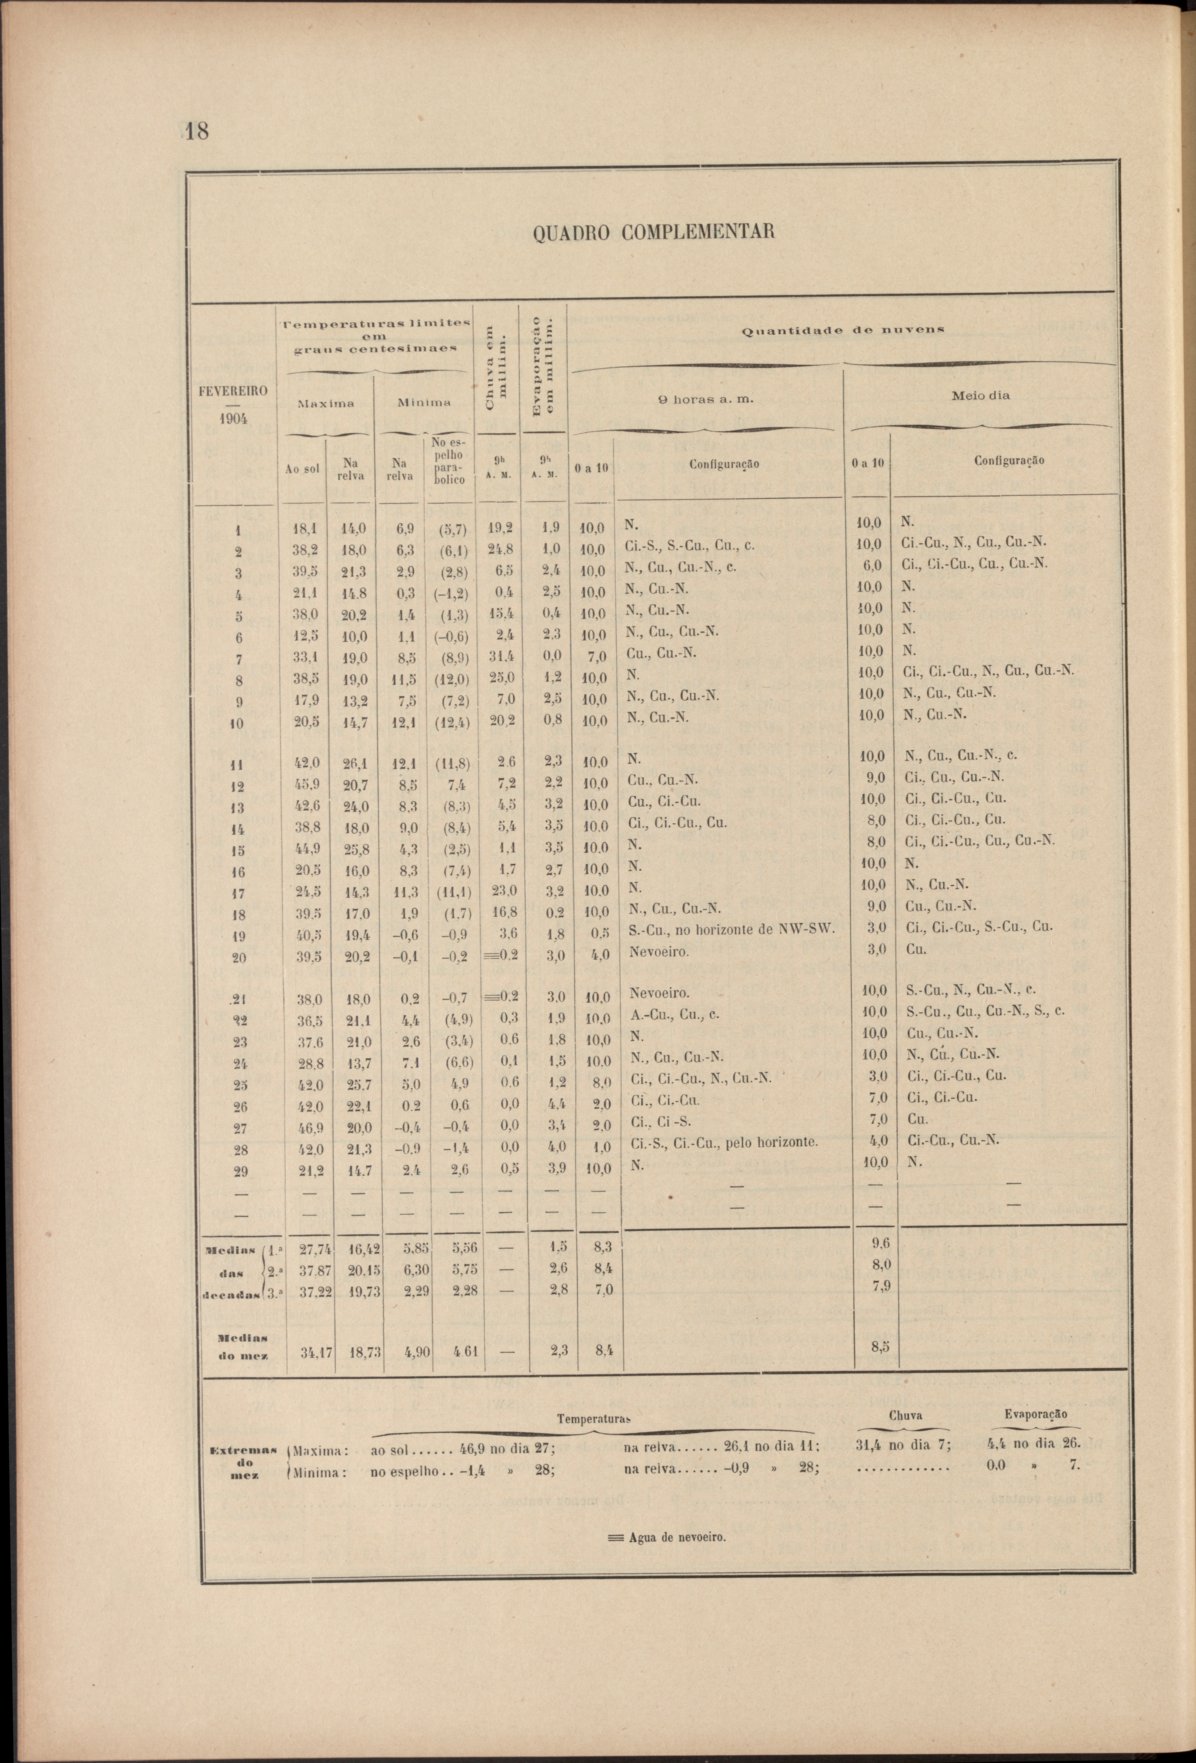 18
QUADRO COMPLEMENTAR
FEVEREIRO
—
1904
Temperaturas limites
em
graus centesimaes
Chuva em
millim.
Evaporação
em millim.
Quantidade de nuvens
Maxima Minima 9 horas a. m. Meio dia
Ao sol Na relva Na relva No es-pelho para-bolico 9h A. M. 9h A. M. 0 a 10 Configuração 0 a 10 Configuração
1 18,1 14,0 6,9 (5,7) 19,2 1,9 10,0 N. 10,0 N.
2 38,2 18,0 6,3 (6,1) 24,8 1,0 10,0 Ci.-S., S.-Cu., Cu., c. 10,0 Ci.-Cu., N., Cu., Cu.-N.
3 39,5 21,3 2,9 (2,8) 6,5 2,4 10,0 N., Cu., Cu.-N., c. 6,0 Ci., Ci.-Cu., Cu., Cu.-N.
4 21,1 14,8 0,3 (–1,2) 0,4 2,5 10,0 N., Cu.-N. 10,0 N.
5 38,0 20,2 1,4 (1,3) 15,4 0,4 10,0 N., Cu.-N. 10,0 N.
6 12,5 10,0 1,1 (–0,6) 2,4 2,3 10,0 N., Cu., Cu.-N. 10,0 N.
7 33,1 19,0 8,5 (8,9) 31,4 0,0 7,0 Cu., Cu.-N. 10,0 N.
8 38,5 19,0 11,5 (12,0) 25,0 1,2 10,0 N. 10,0 Ci., Ci.-Cu., N., Cu., Cu.-N.
9 17,9 13,2 7,5 (7,2) 7,0 2,5 10,0 N., Cu., Cu.-N. 10,0 N., Cu., Cu.-N.
10 20,5 14,7 12,1 (12,4) 20,2 0,8 10,0 N., Cu.-N. 10,0 N., Cu.-N.
11 42,0 26,1 12,1 (11,8) 2,6 2,3 10,0 N. 10,0 N., Cu., Cu.-N., c.
12 45,9 20,7 8,5 7,4 7,2 2,2 10,0 Cu., Cu.-N. 9,0 Ci., Cu., Cu.-.N.
13 42,6 24,0 8,3 (8,3) 4,5 3,2 10,0 Cu., Ci.-Cu. 10,0 Ci., Ci.-Cu., Cu.
14 38,8 18,0 9,0 (8,4) 5,4 3,5 10,0 Ci., Ci.-Cu., Cu. 8,0 Ci., Ci.-Cu., Cu.
15 44,9 25,8 4,3 (2,5) 1,1 3,5 10,0 N. 8,0 Ci., Ci.-Cu., Cu., Cu.-N.
16 20,5 16,0 8,3 (7,4) 1,7 2,7 10,0 N. 10,0 N.
17 24,5 14,3 11,3 (11,1) 23,0 3,2 10,0 N. 10,0 N., Cu.-N.
18 39,5 17,0 1,9 (1,7) 16,8 0,2 10,0 N., Cu., Cu.-N. 9,0 Cu., Cu.-N.
19 40,5 19,4 –0,6 –0,9 3,6 1,8 0,5 S.-Cu., no horizonte de NW-SW. 3,0 Ci., Ci.-Cu., S.-Cu., Cu.
20 39,5 20,2 –0,1 –0,2 ≡0,2 3,0 4,0 Nevoeiro. 3,0 Cu.
21 38,0 18,0 0,2 –0,7 ≡0,2 3,0 10,0 Nevoeiro. 10,0 S.-Cu., N., Cu.-N., c.
22 36,5 21,1 4,4 (4,9) 0,3 1,9 10,0 A.-Cu., Cu., c. 10,0 S.-Cu., Cu., Cu.-N., S., c.
23 37,6 21,0 2,6 (3,4) 0,6 1,8 10,0 N. 10,0 Cu., Cu.-N.
24 28,8 13,7 7,1 (6,6) 0,1 1,5 10,0 N., Cu., Cu.-N. 10,0 N., Cu., Cu.-N.
25 42,0 25,7 5,0 4,9 0,6 1,2 8,0 Ci., Ci.-Cu., N., Cu.-N. 3,0 Ci., Ci.-Cu., Cu.
26 42,0 22,1 0,2 0,6 0,0 4,4 2,0 Ci., Ci.-Cu. 7,0 Ci., Ci.-Cu.
27 46,9 20,0 –0,4 –0,4 0,0 3,4 2,0 Ci., Ci -S. 7,0 Cu.
28 42,0 21,3 –0,9 –1,4 0,0 4,0 1,0 Ci.-S., Ci.-Cu., pelo horizonte. 4,0 Ci.-Cu., Cu.-N.
29 21,2 14,7 2,4 2,6 0,5 3,9 10,0 N. 10,0 N.
— — — — — — — — — — —
— — — — — — — — — — —
Medias das decadas
1.ª 27,74 16,42 5,85 5,56 — 1,5 8,3 9,6
2.ª 37,87 20,15 6,30 5,75 — 2,6 8,4 8,0
3.ª 37,22 19,73 2,29 2,28 — 2,8 7,0 7,9
Medias
do mez 34,17 18,73 4,90 4,61 — 2,3 8,4 8,5
Temperaturas Chuva Evaporação
Extremas do mez
Maxima: ao sol...... 46,9 no dia 27; na relva...... 26,1 no dia 11; 31,4 no dia 7; 4,4 no dia 26.
Minima: no espelho.. –1,4 » 28; na relva...... –0,9 » 28; ............. 0,0 » 7.
≡ Agua de nevoeiro.